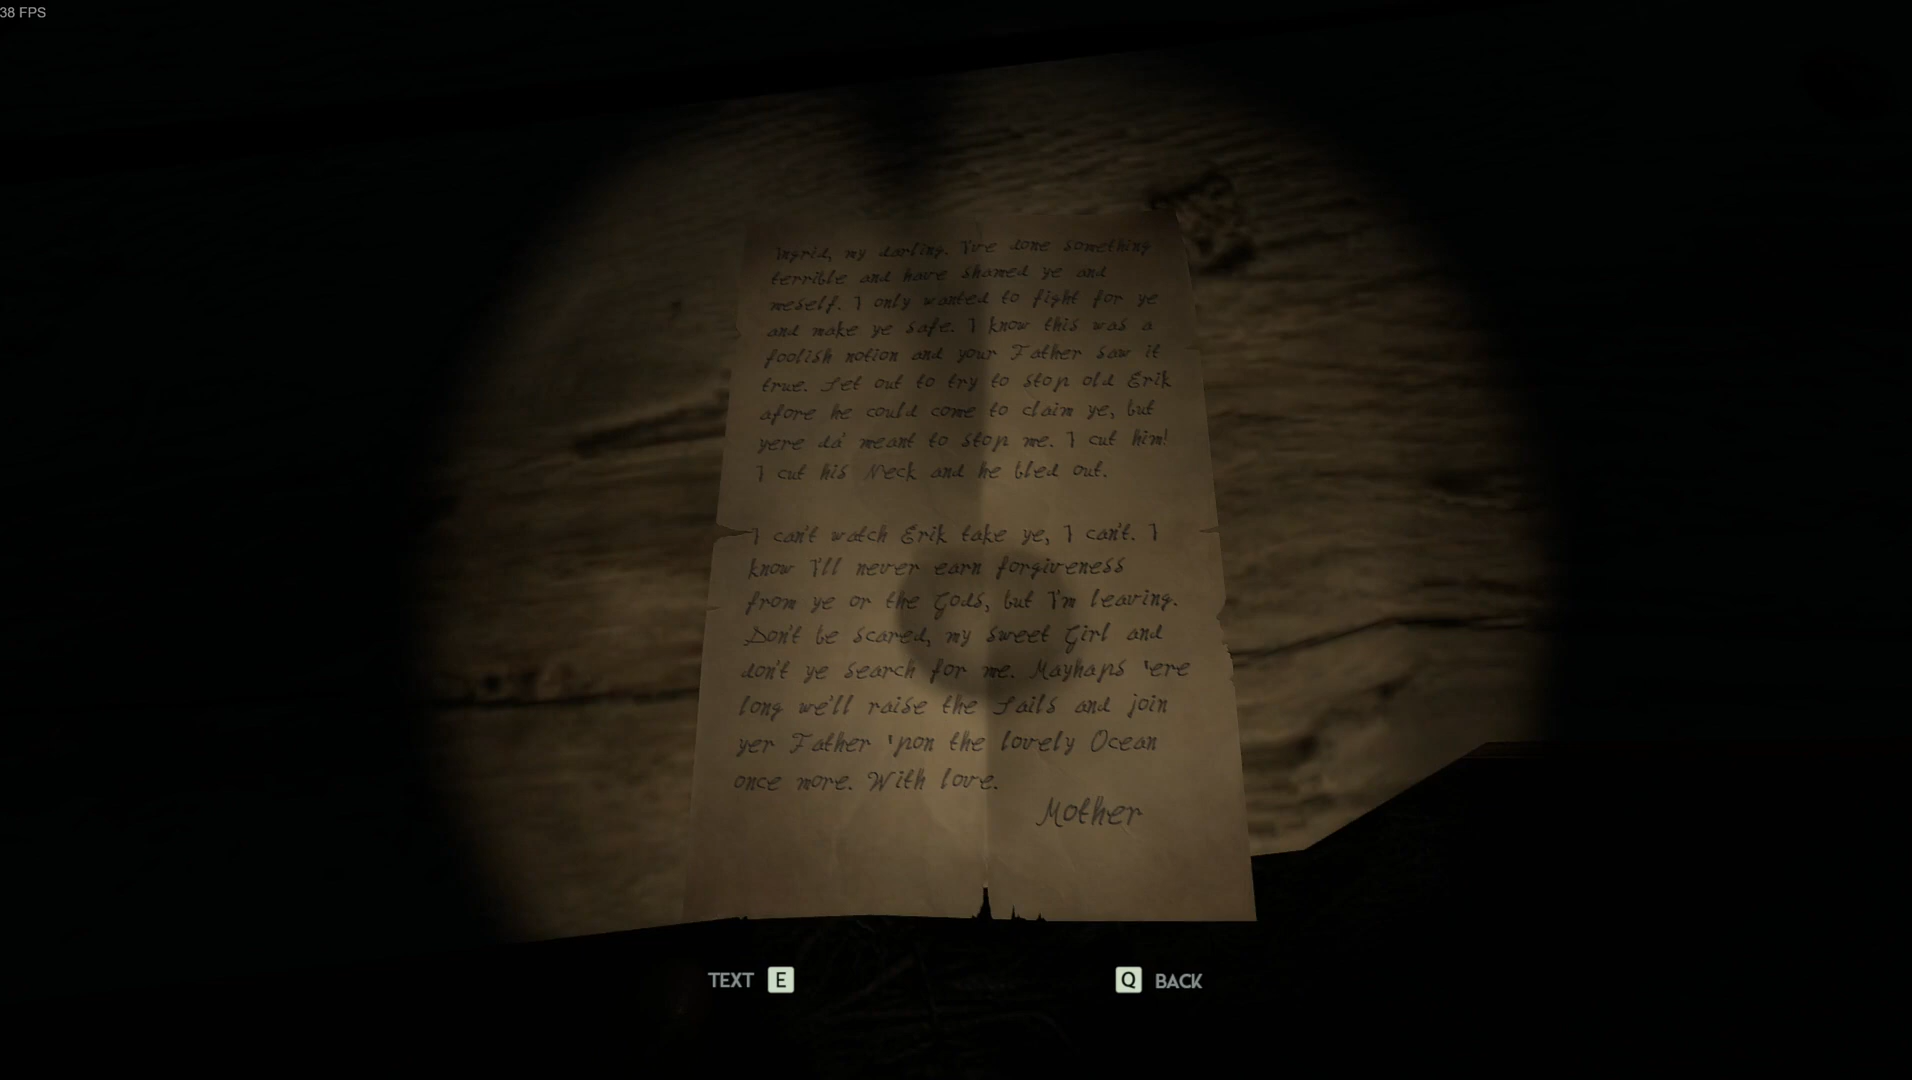 38 FPS
Ingrid, my darling. I've done something
terrible and have shamed ye and
meself. I only wanted to fight for ye
and make ye safe. I know this was a
foolish notion and your Father saw it
true. Set out to try to stop old Erik
afore he could come to claim ye, but
yere da' meant to stop me. I cut him!
I cut his Neck and he bled out.
I can't watch Erik take ye, I can't. I
know I'll never earn forgiveness
from ye or the Gods, but I'm leaving.
Don't be scared, my sweet Girl and
don't ye search for me. Mayhaps 'ere
long we'll raise the Sails and join
yer Father 'pon the lovely Ocean
once more. With love.
Mother
TEXT E
Q BACK